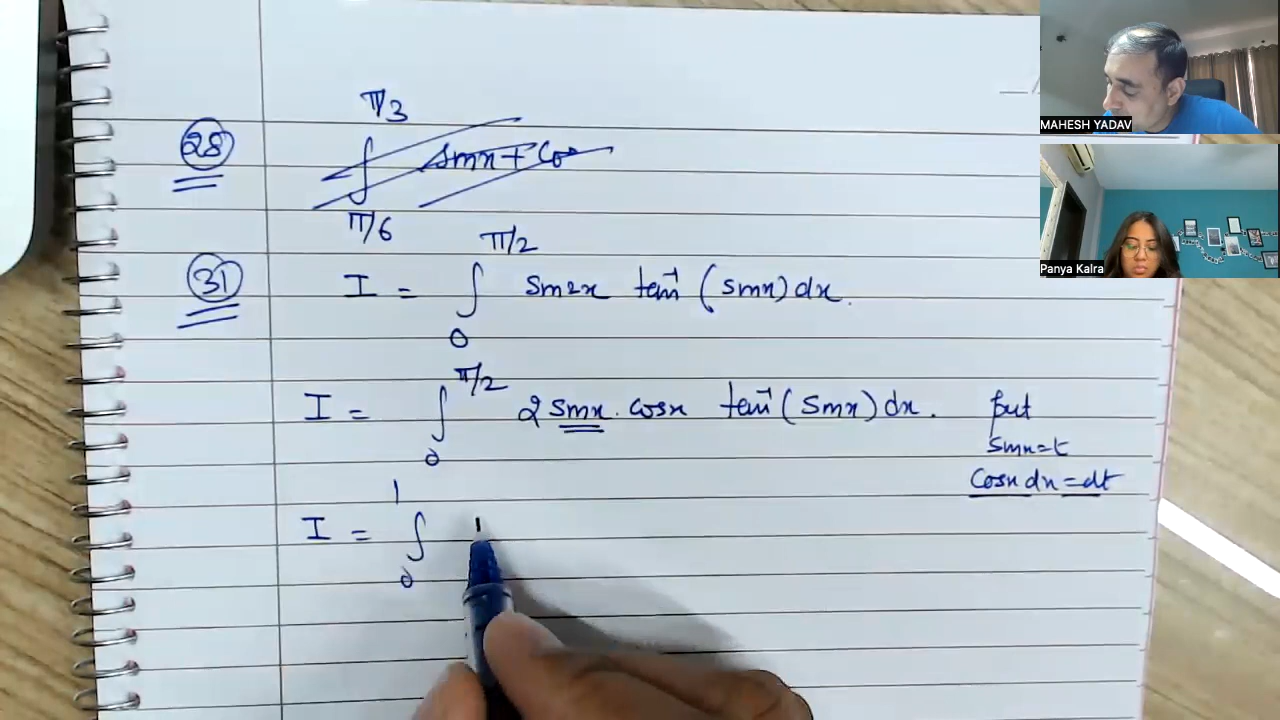 MAHESH YADAV
Panya Kalra
28 ∫ π/3 π/6 sinx + cos
31 I = ∫ π/2 0 sin2x tan⁻¹ (sinx) dx.
I = ∫ π/2 0 2 sinx . cosx tan⁻¹ (sinx) dx. put
sinx=t
cosx dx = dt
I = ∫ 1 0